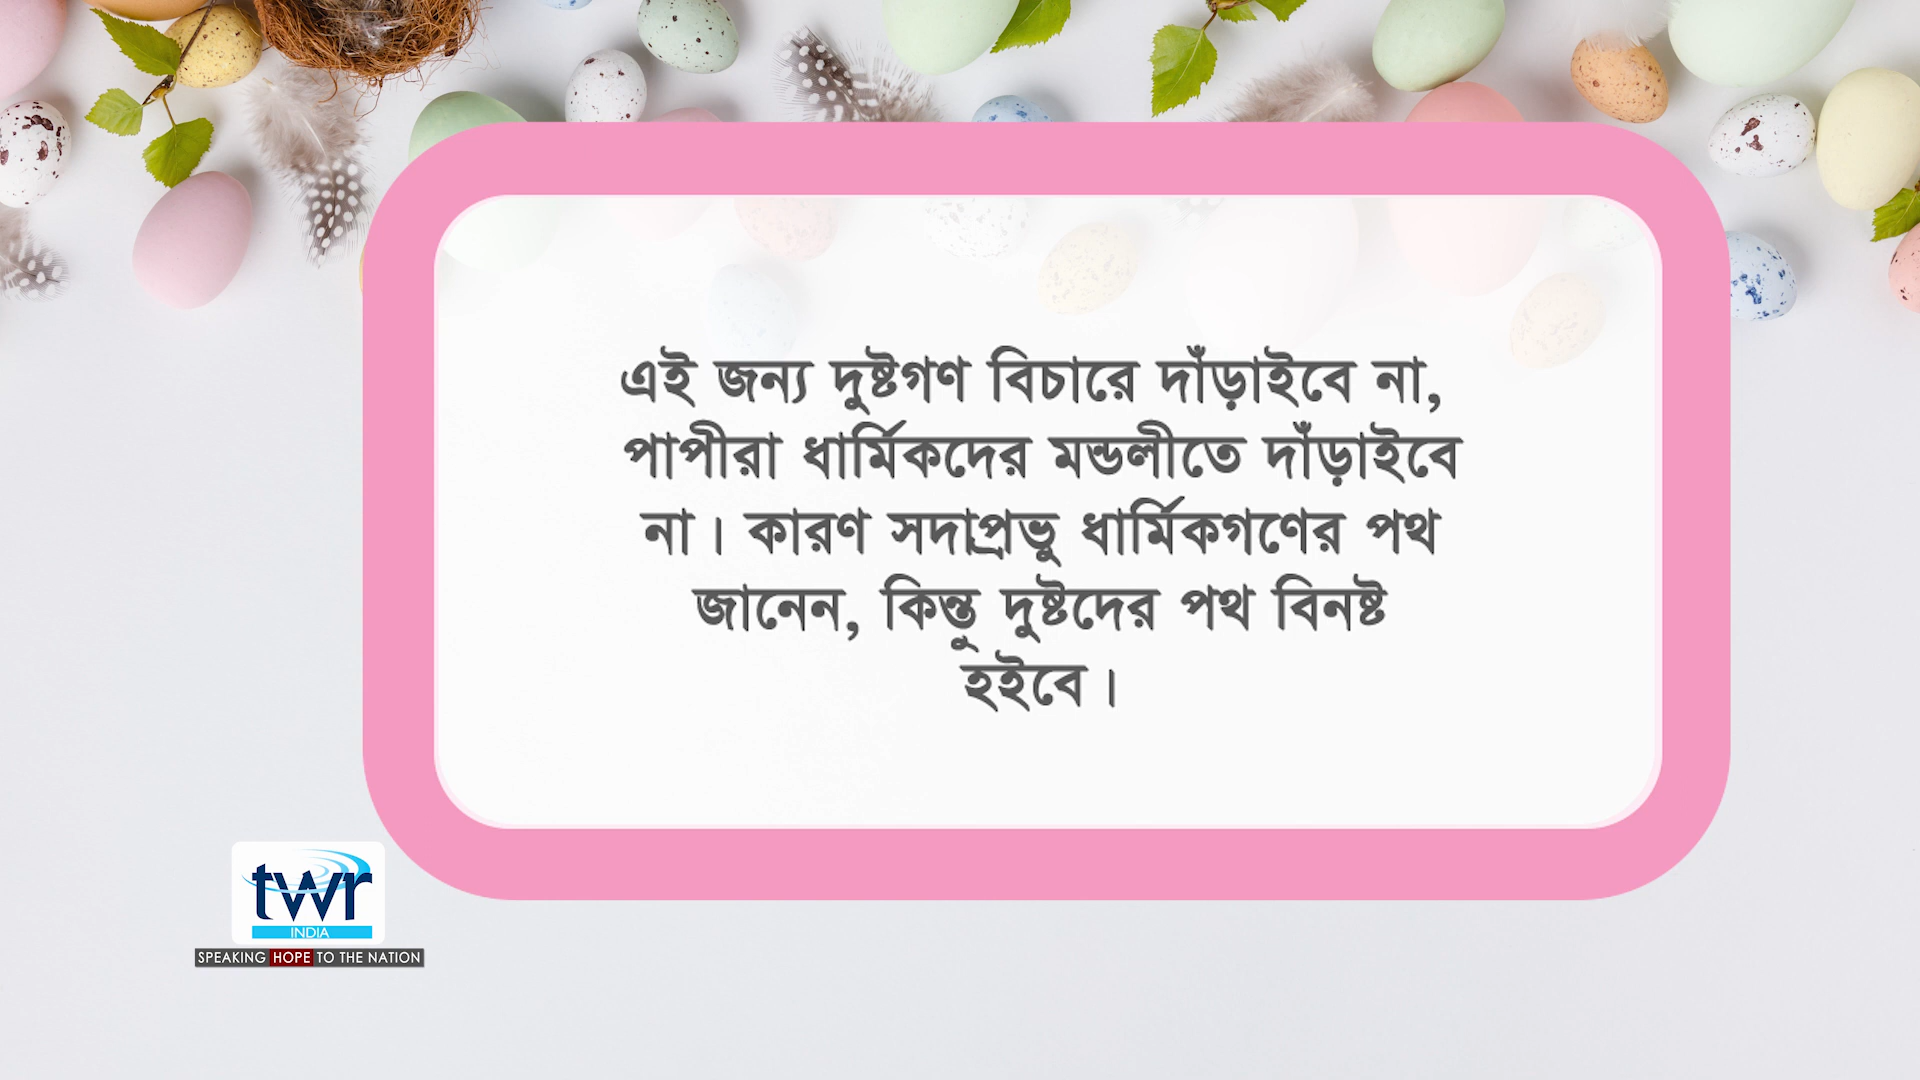 এই জন্য দুষ্টগণ বিচারে দাঁড়াইবে না,
পাপীরা ধার্মিকদের মন্ডলীতে দাঁড়াইবে
না। কারণ সদাপ্রভু ধার্মিকগণের পথ
জানেন, কিন্তু দুষ্টদের পথ বিনষ্ট
হইবে।
twr
INDIA
SPEAKING HOPE TO THE NATION